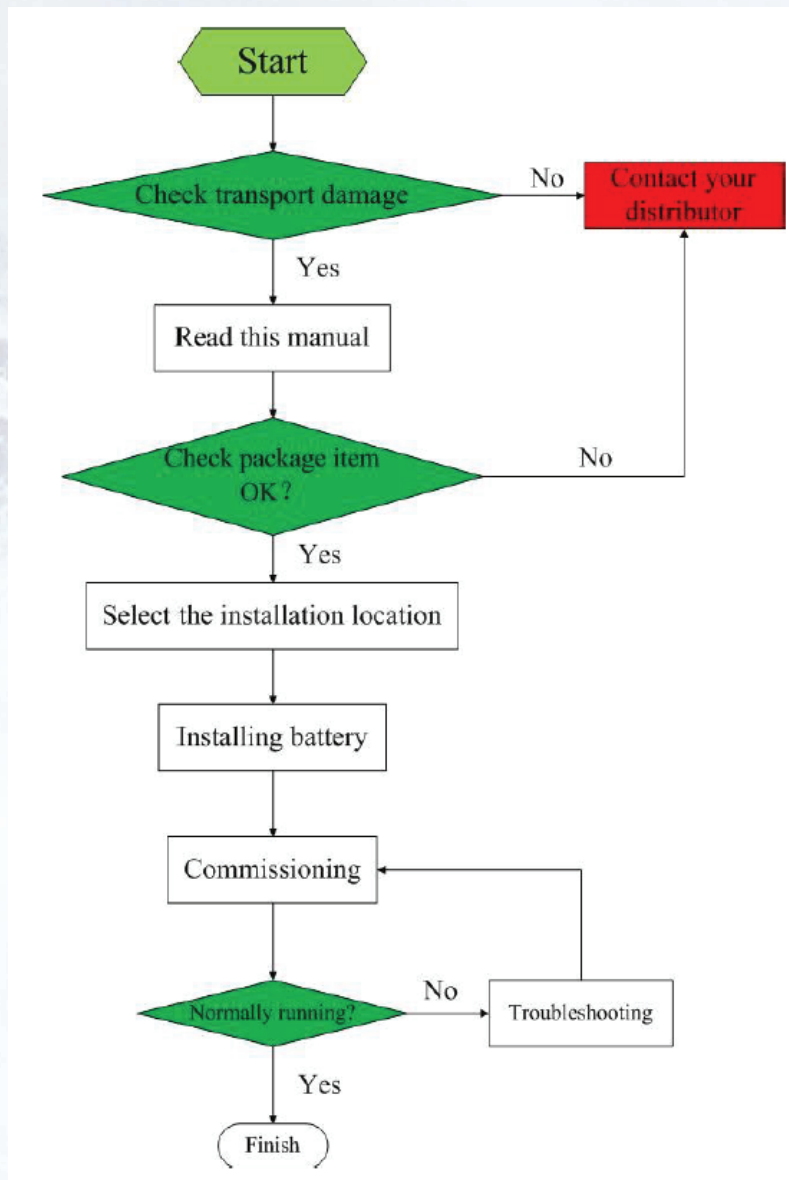 Start
Check transport damage
No
Contact your
distributor
Yes
Read this manual
Check package item
OK?
No
Yes
Select the installation location
Installing battery
Commissioning
Normally running?
No
Troubleshooting
Yes
Finish